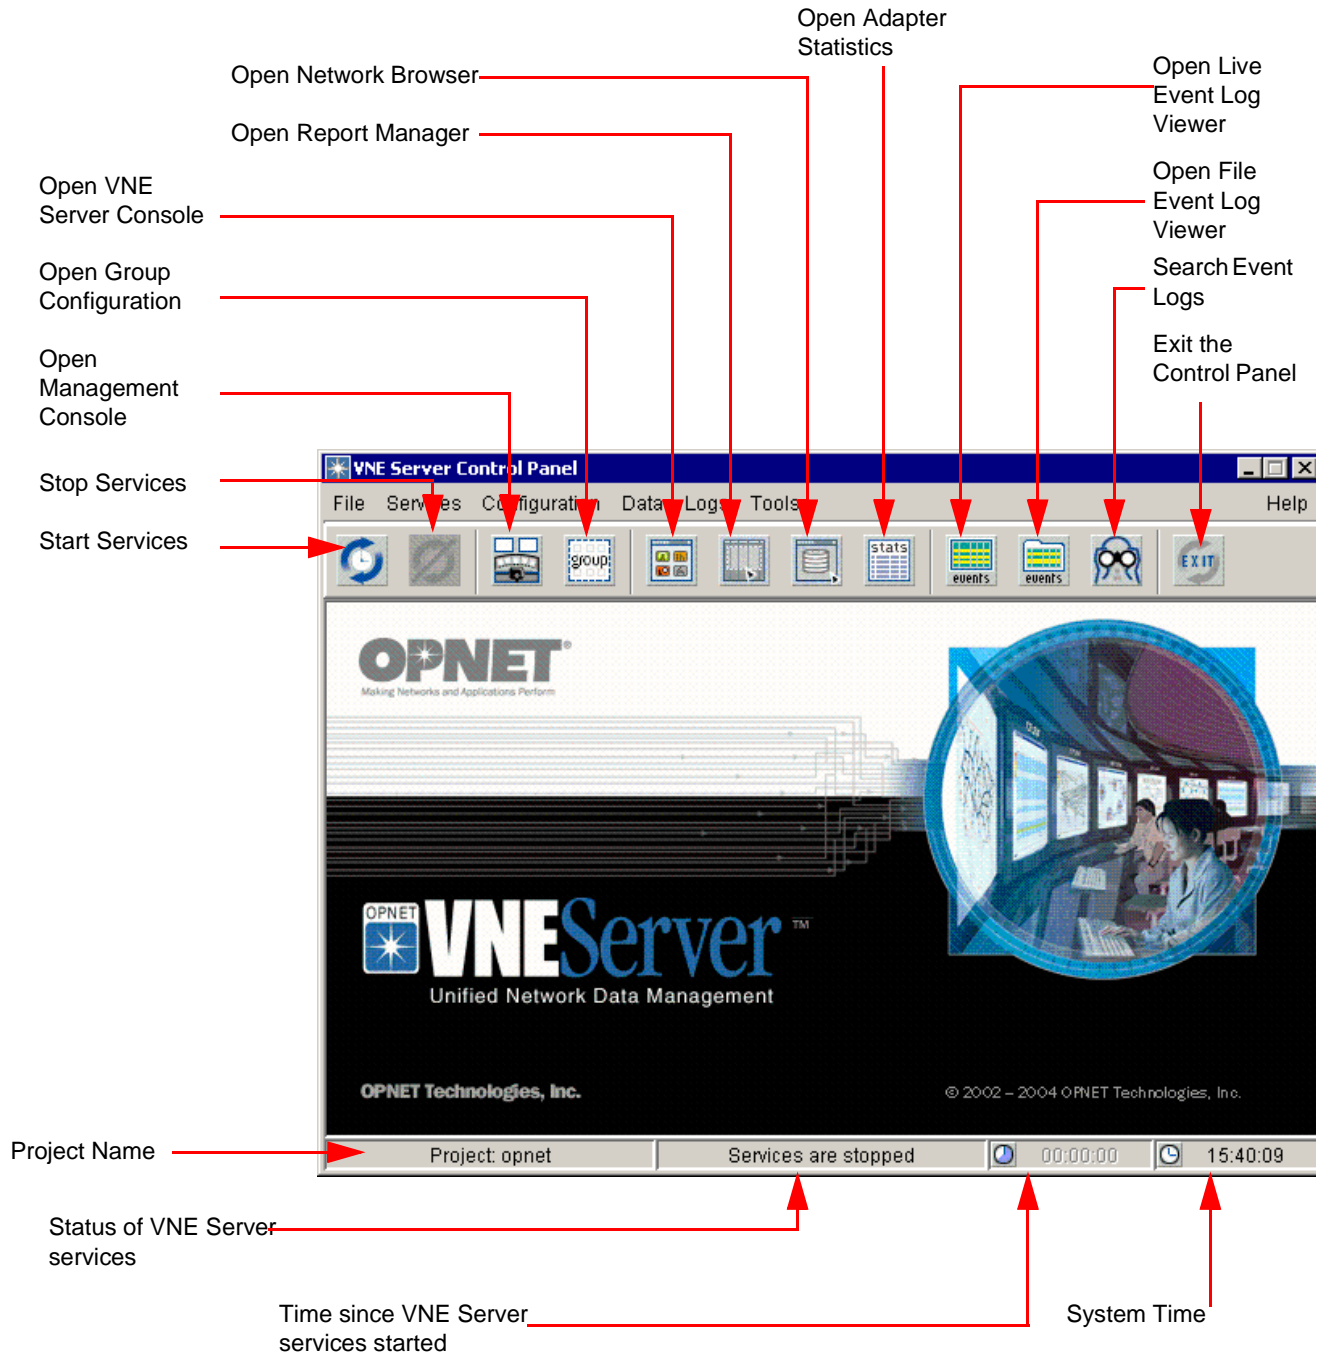 Open Adapter
Statistics
Open Network Browser
Open Live
Event Log
Viewer
Open Report Manager
Open File
Event Log
Viewer
Open VNE
Server Console
Search Event
Logs
Open Group
Configuration
Exit the
Control Panel
Open
Management
Console
Stop Services
Start Services
VNE Server Control Panel
File Services Configuration Data Logs Tools Help
group
stats
events
events
EXIT
OPNET®
Making Networks and Applications Perform
OPNET
VNEServer™
Unified Network Data Management
OPNET Technologies, Inc.
© 2002 – 2004 OPNET Technologies, Inc.
Project Name
Project: opnet
Services are stopped
00:00:00
15:40:09
Status of VNE Server
services
Time since VNE Server
services started
System Time